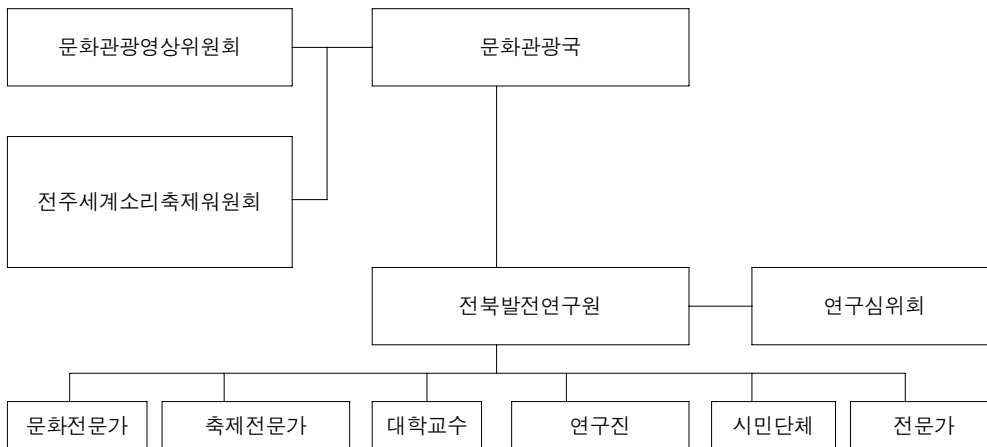 문화관광영상위원회
문화관광국
전주세계소리축제워원회
전북발전연구원
연구심위회
문화전문가
축제전문가
대학교수
연구진
시민단체
전문가